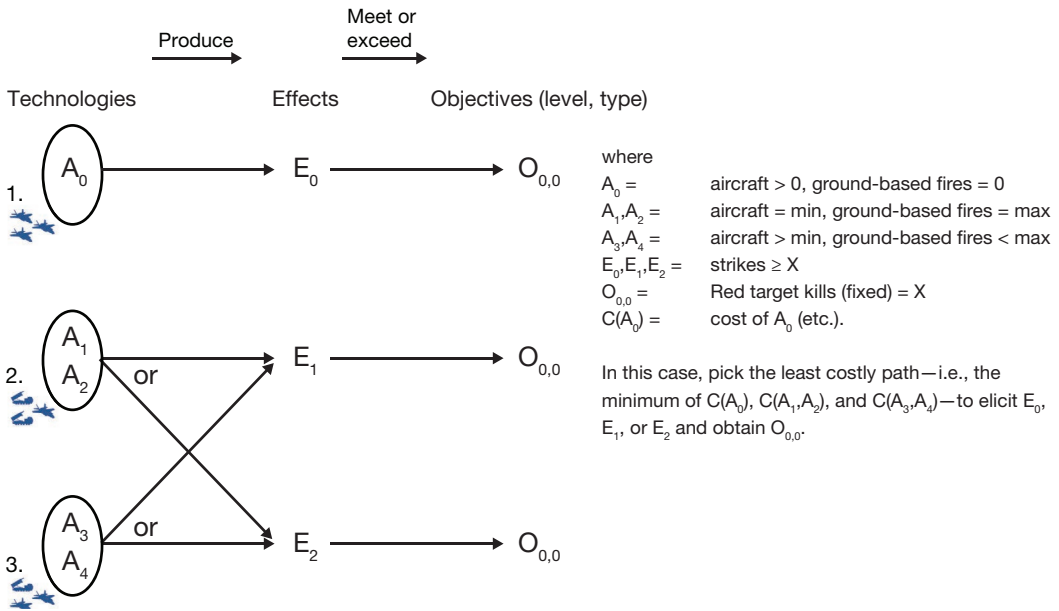 Produce
Meet or
exceed
Technologies
Effects
Objectives (level, type)
1.
A₀
E₀
O₀,₀
2.
A₁
A₂
or
E₁
O₀,₀
3.
A₃
A₄
or
E₂
O₀,₀
where
A₀ = aircraft > 0, ground-based fires = 0
A₁,A₂ = aircraft = min, ground-based fires = max
A₃,A₄ = aircraft > min, ground-based fires < max
E₀,E₁,E₂ = strikes ≥ X
O₀,₀ = Red target kills (fixed) = X
C(A₀) = cost of A₀ (etc.).
In this case, pick the least costly path—i.e., the
minimum of C(A₀), C(A₁,A₂), and C(A₃,A₄)—to elicit E₀,
E₁, or E₂ and obtain O₀,₀.